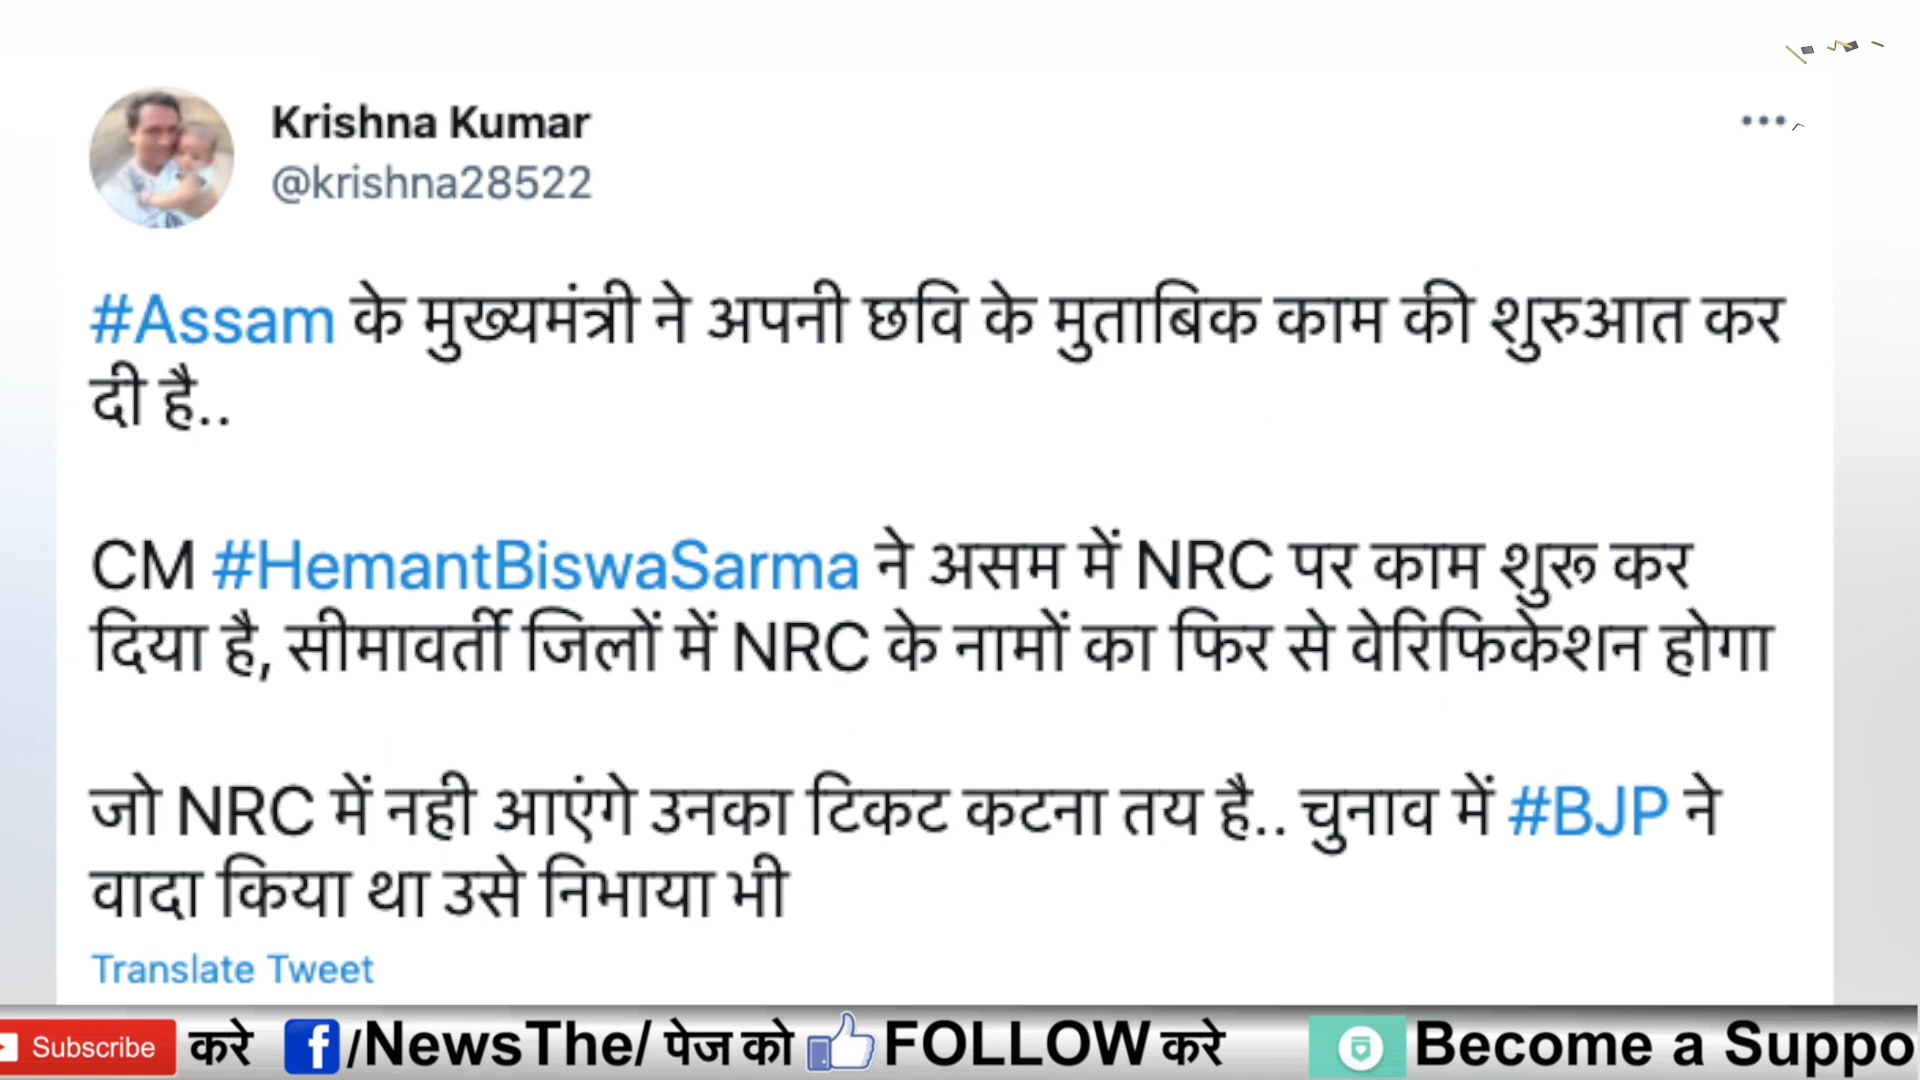 Krishna Kumar
@krishna28522
#Assam के मुख्यमंत्री ने अपनी छवि के मुताबिक काम की शुरुआत कर
दी है..
CM #HemantBiswaSarma ने असम में NRC पर काम शुरू कर
दिया है, सीमावर्ती जिलों में NRC के नामों का फिर से वेरिफिकेशन होगा
जो NRC में नही आएंगे उनका टिकट कटना तय है.. चुनाव में #BJP ने
वादा किया था उसे निभाया भी
Translate Tweet
Subscribe करे f/NewsThe/ पेज को FOLLOW करे Become a Suppo